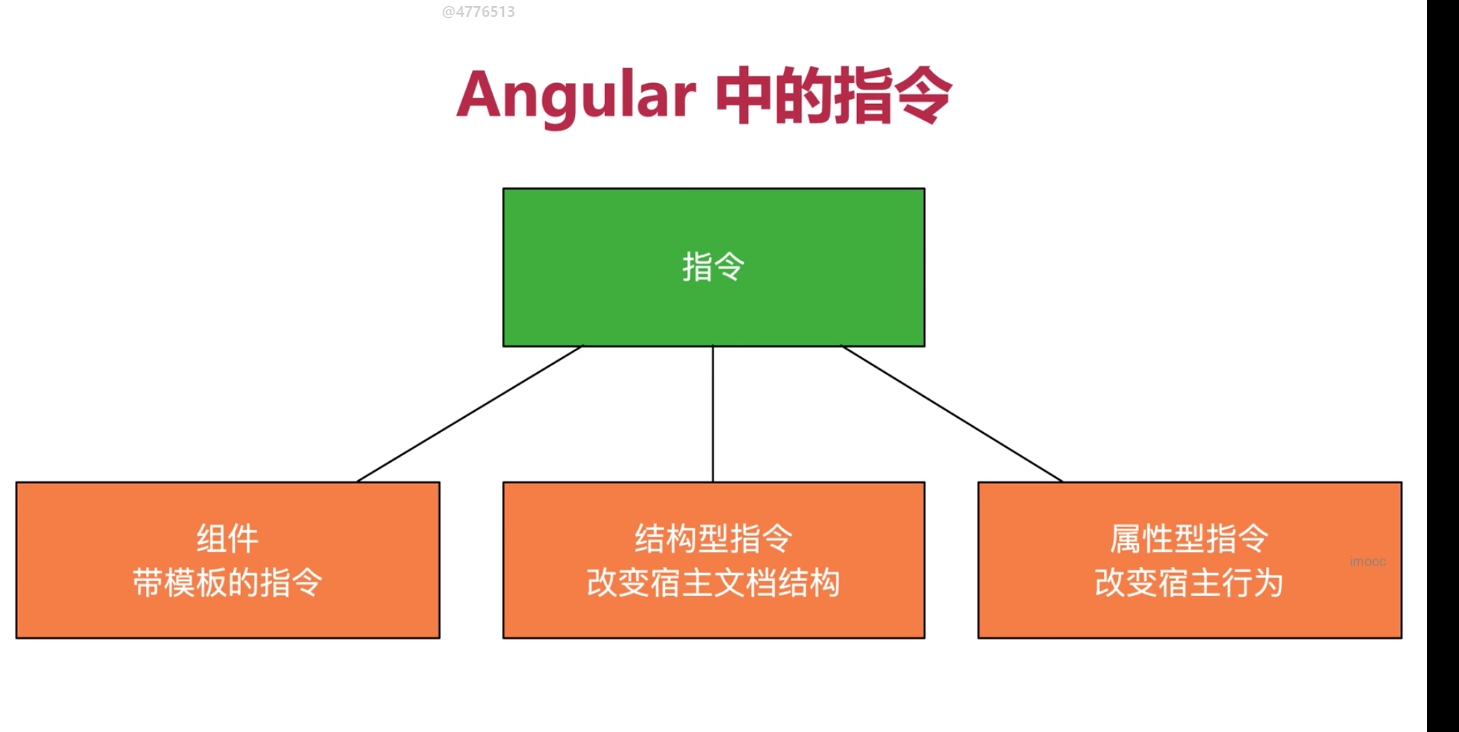 @4776513
Angular 中的指令
指令
组件
带模板的指令
结构型指令
改变宿主文档结构
属性型指令
改变宿主行为
imooc